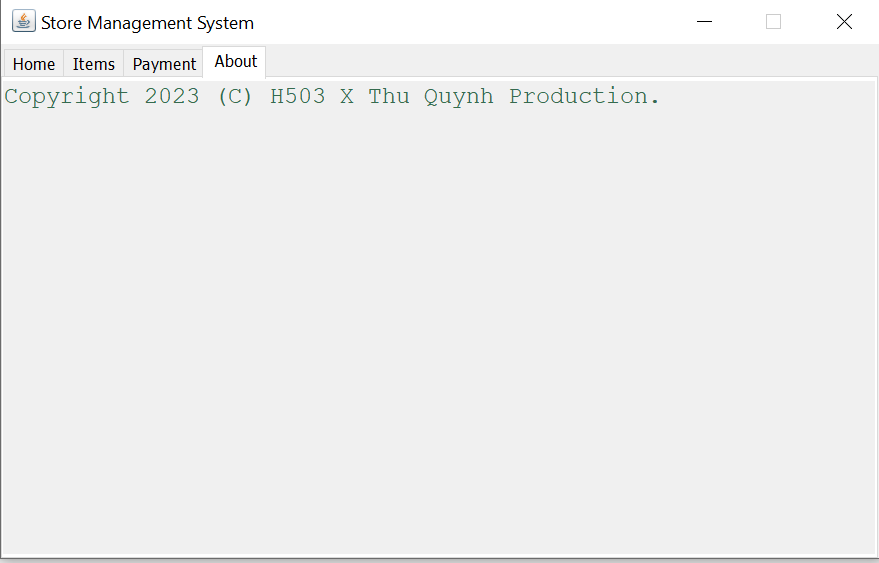 Store Management System
Home Items Payment About
Copyright 2023 (C) H503 X Thu Quynh Production.